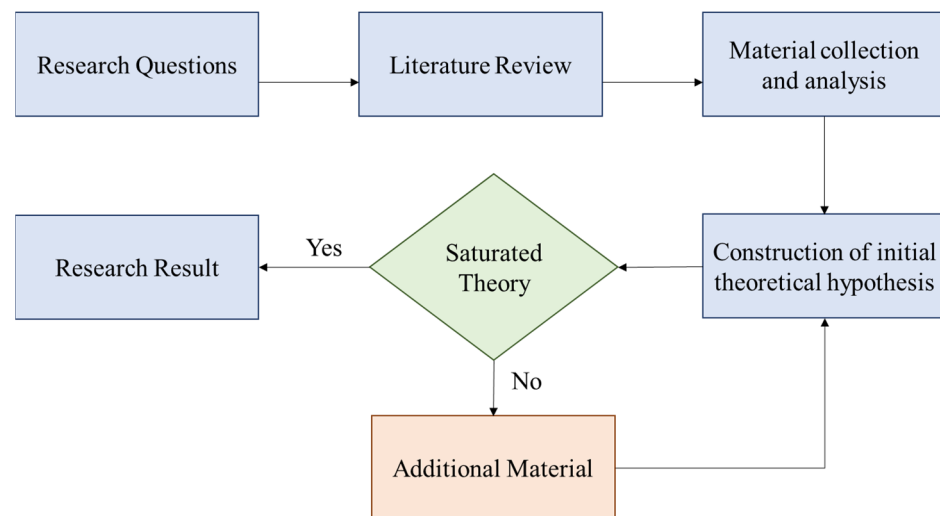 Research Questions
Literature Review
Material collection
and analysis
Construction of initial
theoretical hypothesis
Saturated
Theory
Yes
Research Result
No
Additional Material